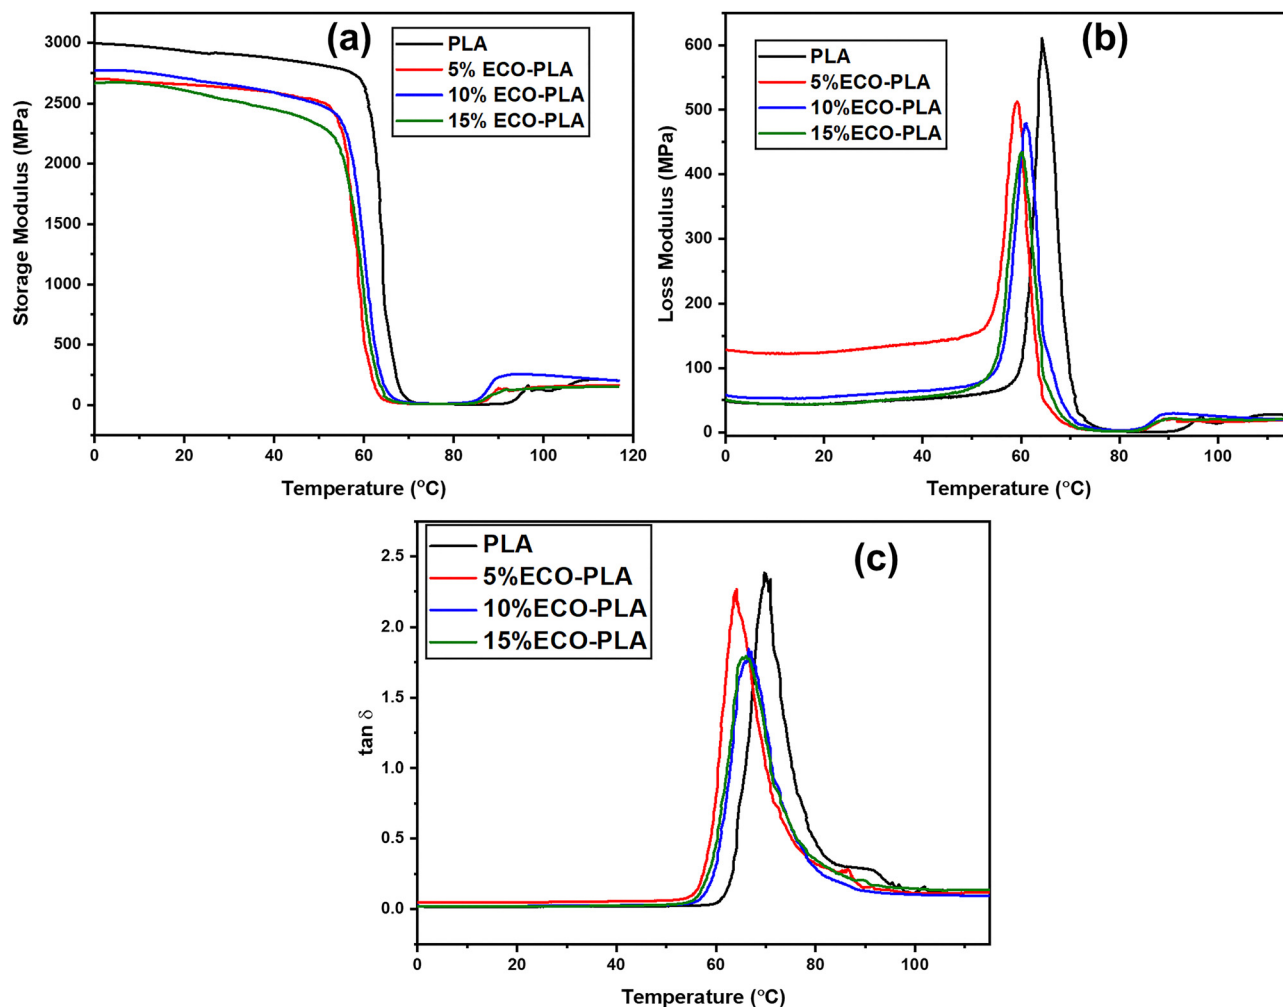 (a)
PLA
5% ECO-PLA
10% ECO-PLA
15% ECO-PLA
3000
2500
2000
1500
1000
500
0
Storage Modulus (MPa)
0 20 40 60 80 100 120
Temperature (°C)
(b)
PLA
5%ECO-PLA
10%ECO-PLA
15%ECO-PLA
600
500
400
300
200
100
0
Loss Modulus (MPa)
0 20 40 60 80 100
Temperature (°C)
(c)
PLA
5%ECO-PLA
10%ECO-PLA
15%ECO-PLA
2.5
2.0
1.5
1.0
0.5
0.0
tan δ
0 20 40 60 80 100
Temperature (°C)